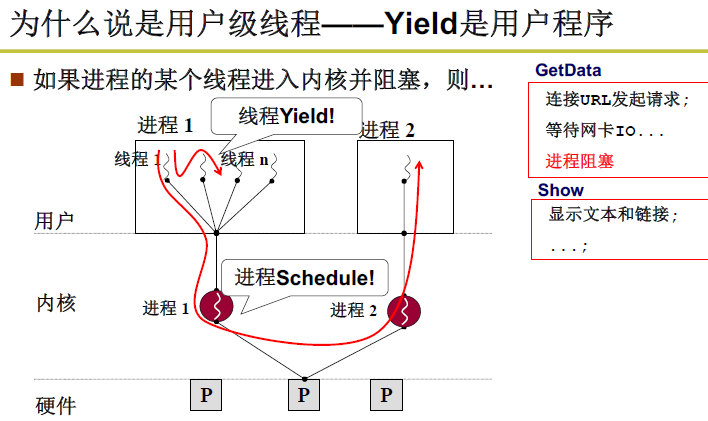 为什么说是用户级线程——Yield是用户程序
如果进程的某个线程进入内核并阻塞，则...
GetData
连接URL发起请求;
等待网卡IO...
进程阻塞
Show
显示文本和链接;
...;
线程Yield!
进程 1
进程 2
线程 1
线程 n
用户
进程Schedule!
内核
进程 1
进程 2
硬件
P
P
P